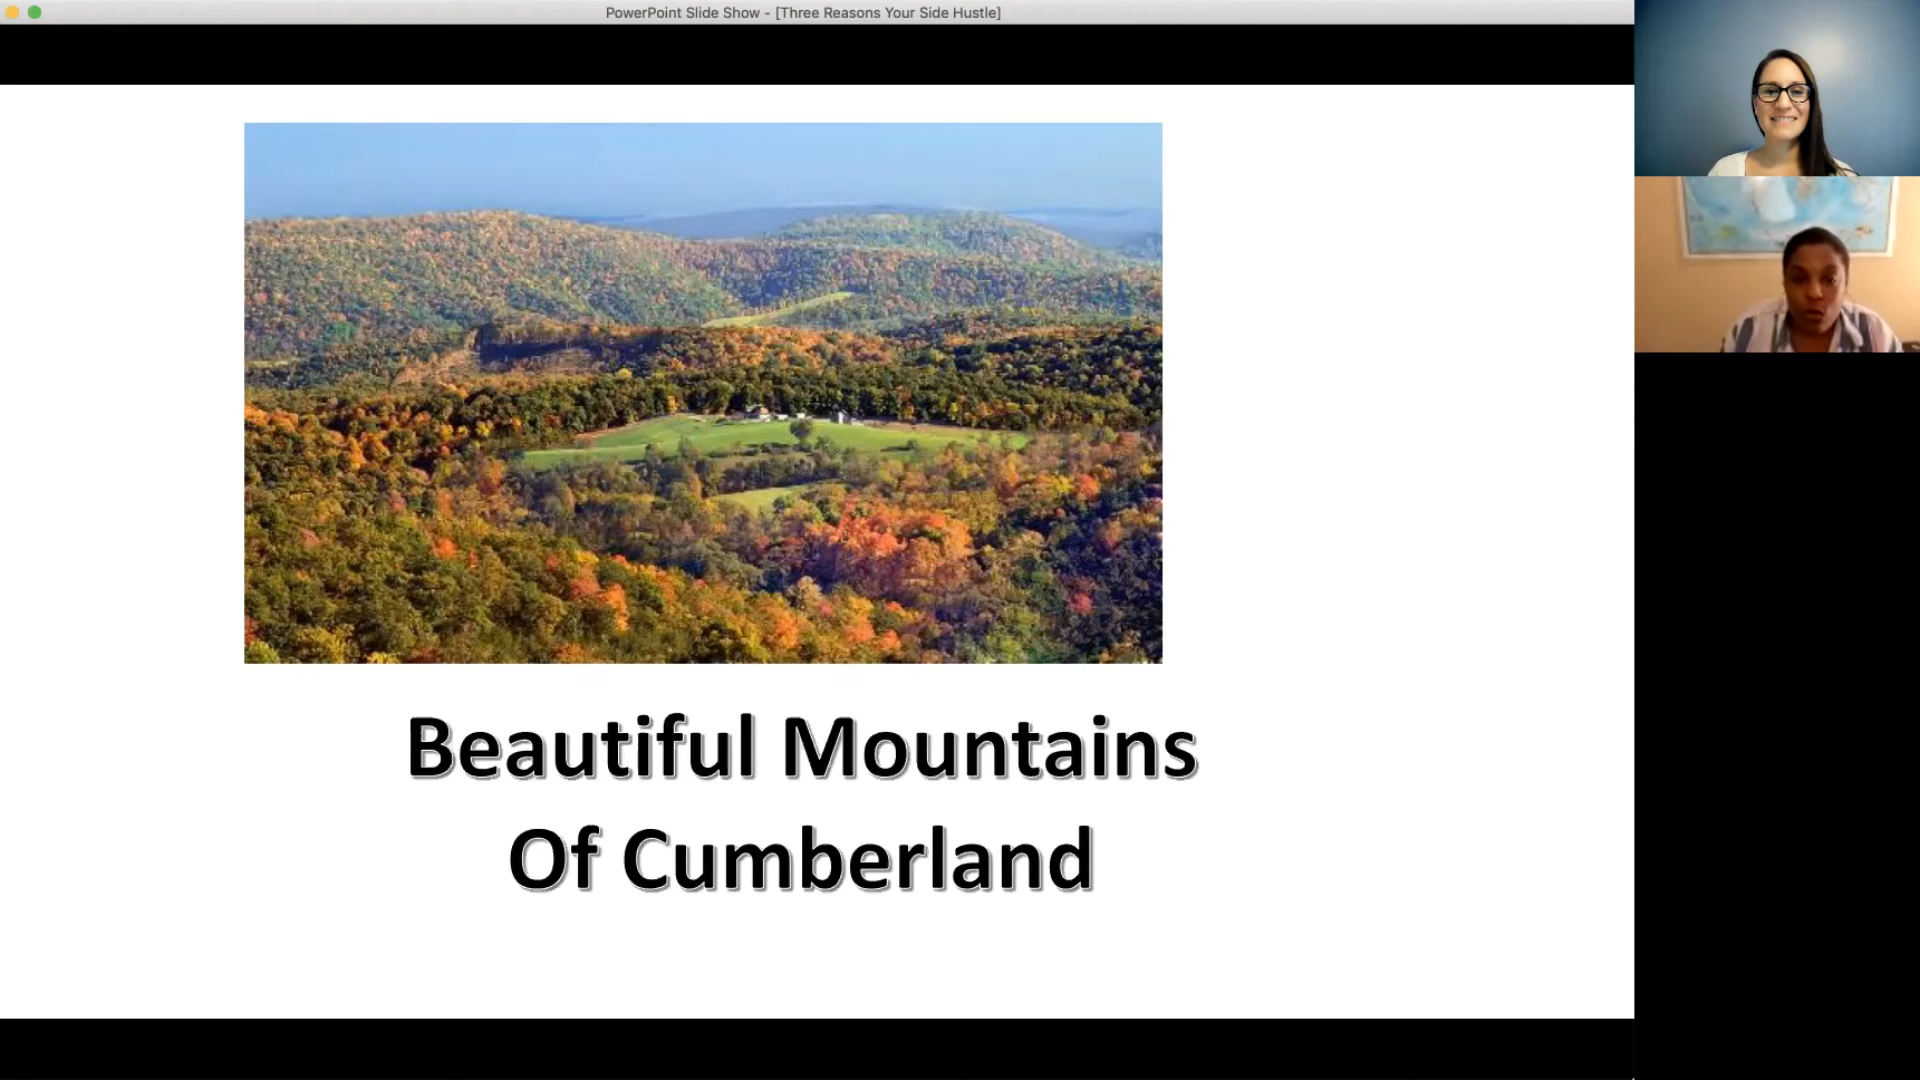 PowerPoint Slide Show - [Three Reasons Your Side Hustle]
Beautiful Mountains
Of Cumberland